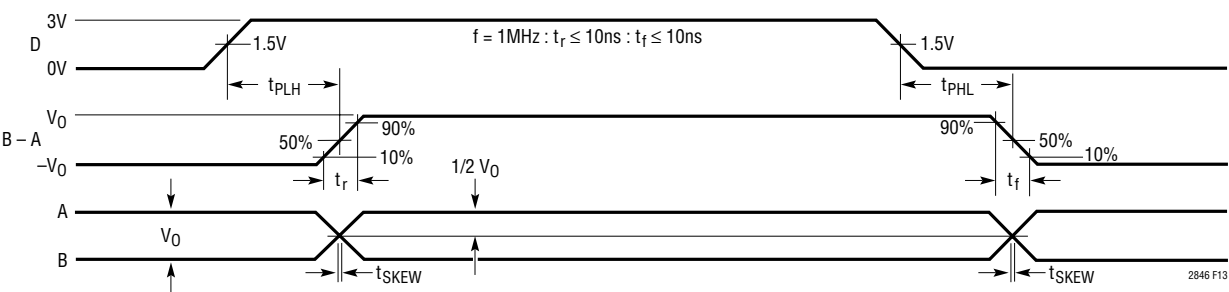 3V
D
1.5V
f = 1MHz : tr ≤ 10ns : tf ≤ 10ns
1.5V
0V
tPLH
tPHL
VO
B – A
50%
90%
90%
50%
–VO
10%
10%
tr
1/2 VO
tf
A
VO
B
tSKEW
tSKEW
2846 F13